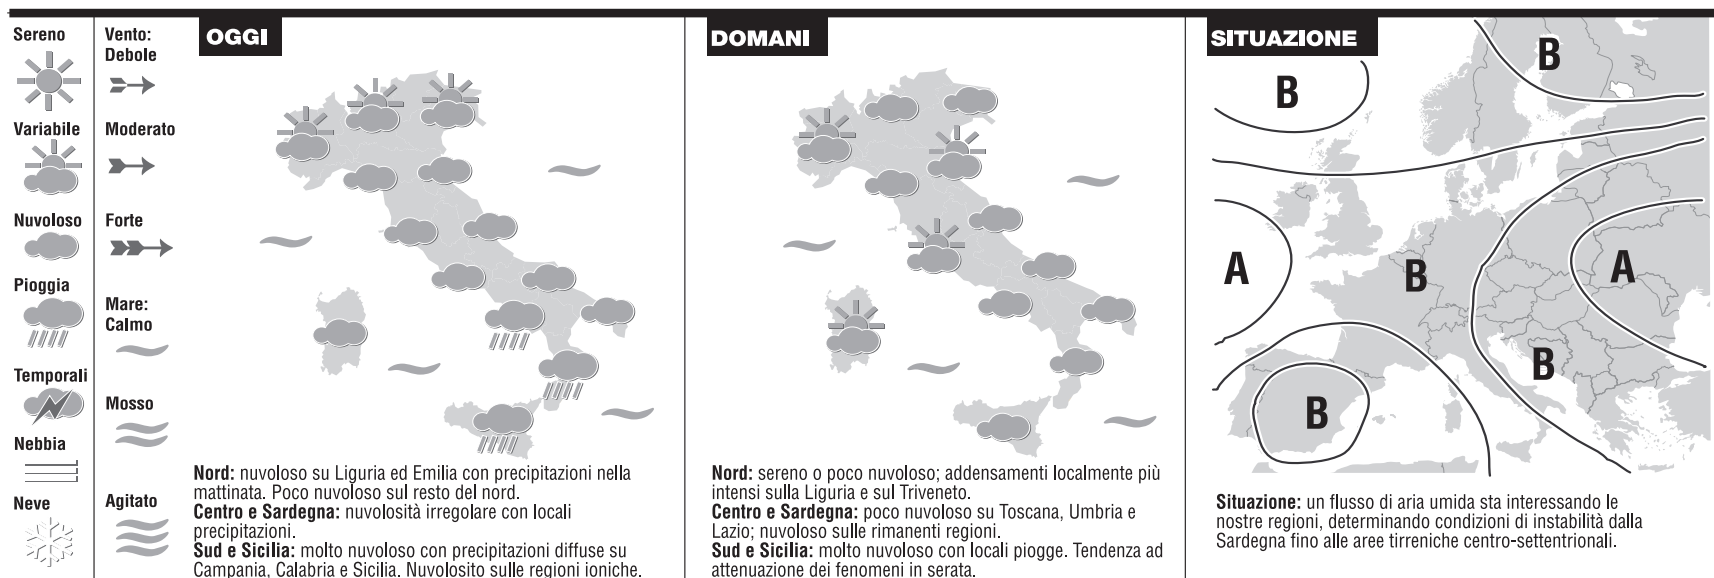 Sereno
Variabile
Nuvoloso
Pioggia
Temporali
Nebbia
Neve
Vento:
Debole
Moderato
Forte
Mare:
Calmo
Mosso
Agitato
OGGI
Nord: nuvoloso su Liguria ed Emilia con precipitazioni nella
mattinata. Poco nuvoloso sul resto del nord.
Centro e Sardegna: nuvolosità irregolare con locali
precipitazioni.
Sud e Sicilia: molto nuvoloso con precipitazioni diffuse su
Campania, Calabria e Sicilia. Nuvolosito sulle regioni ioniche.
DOMANI
Nord: sereno o poco nuvoloso; addensamenti localmente più
intensi sulla Liguria e sul Triveneto.
Centro e Sardegna: poco nuvoloso su Toscana, Umbria e
Lazio; nuvoloso sulle rimanenti regioni.
Sud e Sicilia: molto nuvoloso con locali piogge. Tendenza ad
attenuazione dei fenomeni in serata.
SITUAZIONE
B
B
A
B
A
B
B
Situazione: un flusso di aria umida sta interessando le
nostre regioni, determinando condizioni di instabilità dalla
Sardegna fino alle aree tirreniche centro-settentrionali.